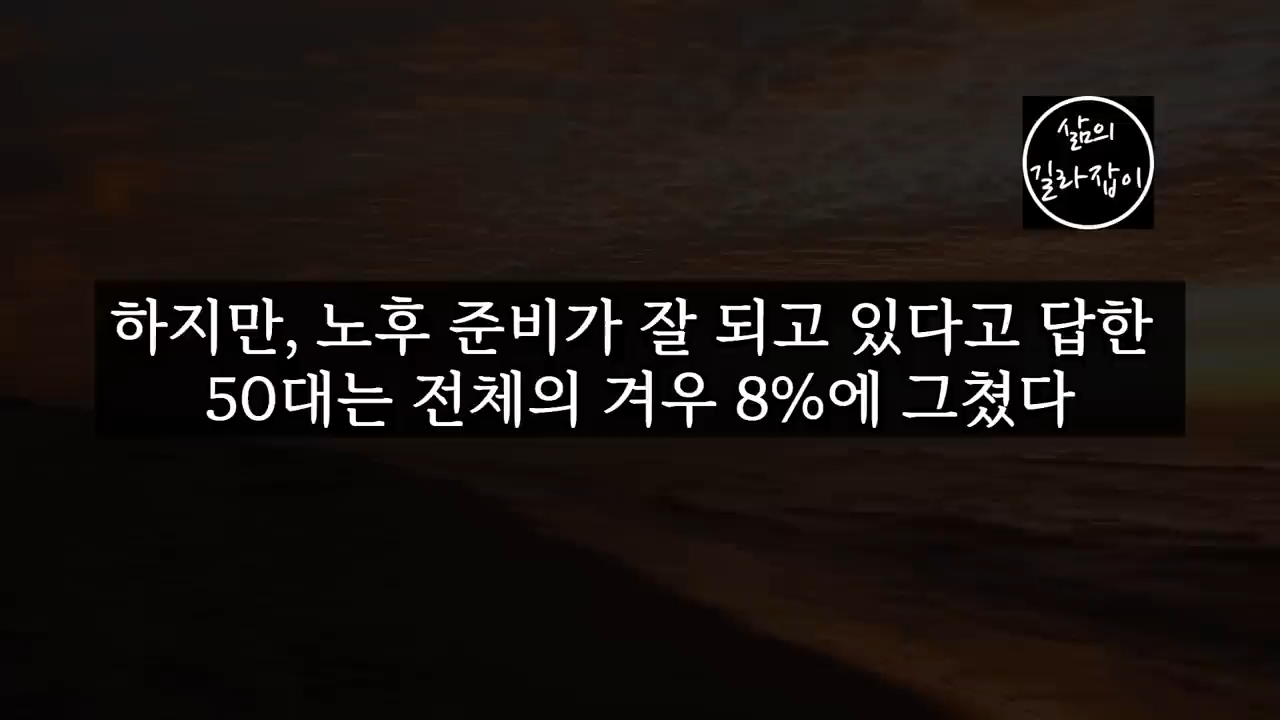 삶의
길라잡이
하지만, 노후 준비가 잘 되고 있다고 답한
50대는 전체의 겨우 8%에 그쳤다